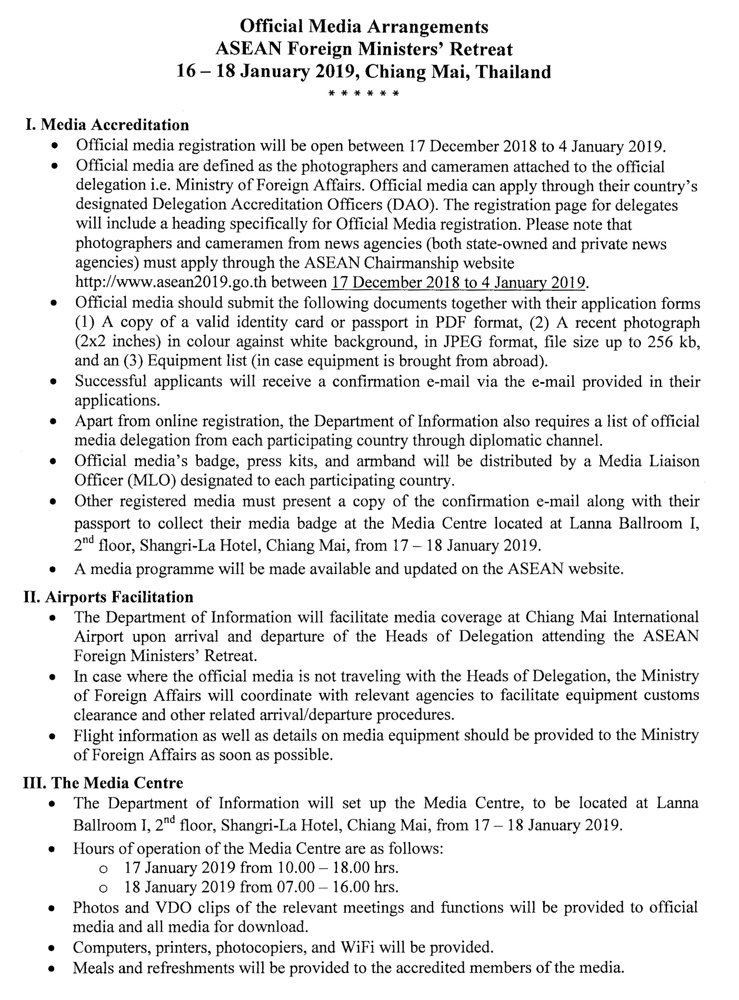 Official Media Arrangements
ASEAN Foreign Ministers' Retreat
16 – 18 January 2019, Chiang Mai, Thailand
* * * * * *
I. Media Accreditation
• Official media registration will be open between 17 December 2018 to 4 January 2019.
• Official media are defined as the photographers and cameramen attached to the official
delegation i.e. Ministry of Foreign Affairs. Official media can apply through their country's
designated Delegation Accreditation Officers (DAO). The registration page for delegates
will include a heading specifically for Official Media registration. Please note that
photographers and cameramen from news agencies (both state-owned and private news
agencies) must apply through the ASEAN Chairmanship website
http://www.asean2019.go.th between 17 December 2018 to 4 January 2019.
• Official media should submit the following documents together with their application forms
(1) A copy of a valid identity card or passport in PDF format, (2) A recent photograph
(2x2 inches) in colour against white background, in JPEG format, file size up to 256 kb,
and an (3) Equipment list (in case equipment is brought from abroad).
• Successful applicants will receive a confirmation e-mail via the e-mail provided in their
applications.
• Apart from online registration, the Department of Information also requires a list of official
media delegation from each participating country through diplomatic channel.
• Official media's badge, press kits, and armband will be distributed by a Media Liaison
Officer (MLO) designated to each participating country.
• Other registered media must present a copy of the confirmation e-mail along with their
passport to collect their media badge at the Media Centre located at Lanna Ballroom I,
2nd floor, Shangri-La Hotel, Chiang Mai, from 17 – 18 January 2019.
• A media programme will be made available and updated on the ASEAN website.
II. Airports Facilitation
• The Department of Information will facilitate media coverage at Chiang Mai International
Airport upon arrival and departure of the Heads of Delegation attending the ASEAN
Foreign Ministers' Retreat.
• In case where the official media is not traveling with the Heads of Delegation, the Ministry
of Foreign Affairs will coordinate with relevant agencies to facilitate equipment customs
clearance and other related arrival/departure procedures.
• Flight information as well as details on media equipment should be provided to the Ministry
of Foreign Affairs as soon as possible.
III. The Media Centre
• The Department of Information will set up the Media Centre, to be located at Lanna
Ballroom I, 2nd floor, Shangri-La Hotel, Chiang Mai, from 17 – 18 January 2019.
• Hours of operation of the Media Centre are as follows:
o 17 January 2019 from 10.00 – 18.00 hrs.
o 18 January 2019 from 07.00 – 16.00 hrs.
• Photos and VDO clips of the relevant meetings and functions will be provided to official
media and all media for download.
• Computers, printers, photocopiers, and WiFi will be provided.
• Meals and refreshments will be provided to the accredited members of the media.